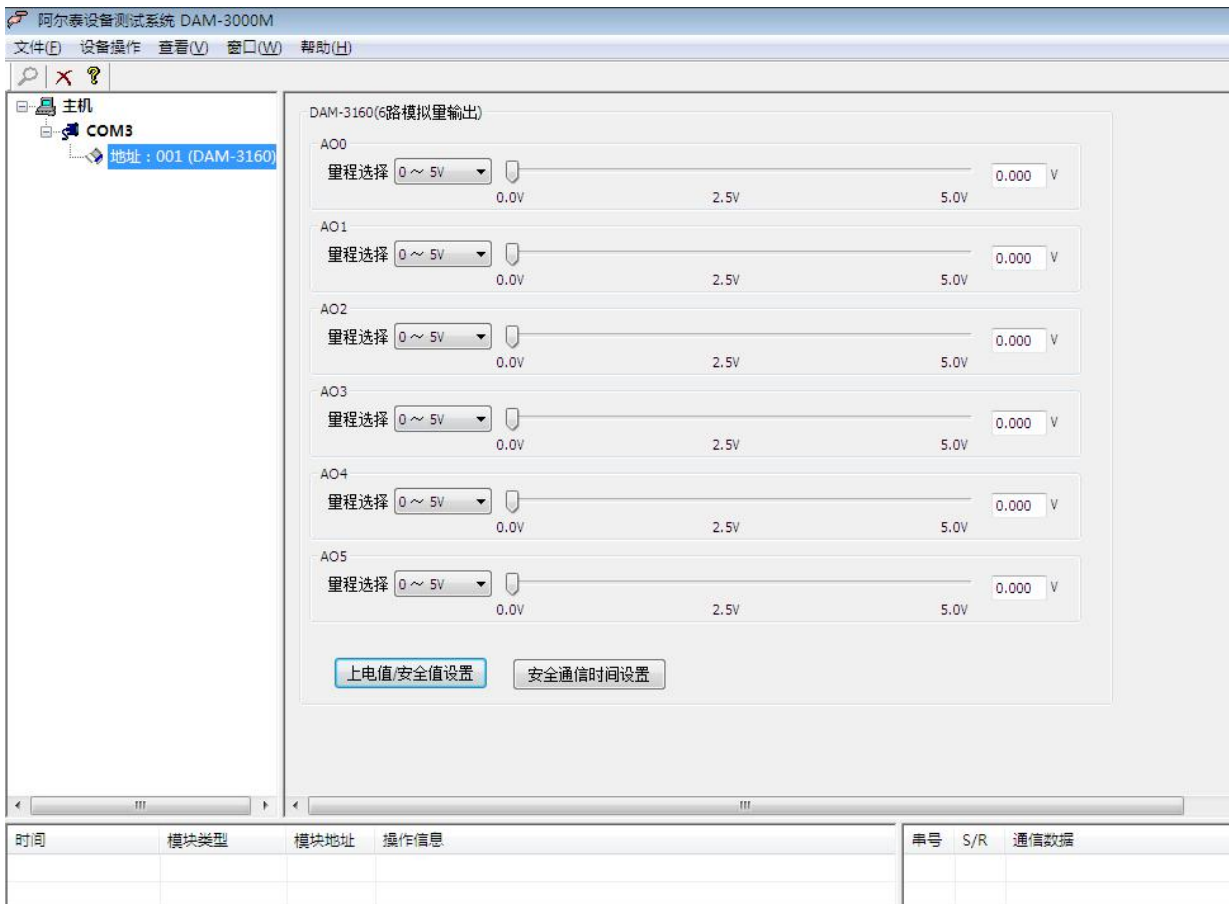 阿尔泰设备测试系统 DAM-3000M
文件(F) 设备操作 查看(V) 窗口(W) 帮助(H)
主机
COM3
地址：001 (DAM-3160)
DAM-3160(6路模拟量输出)
AO0
量程选择 0～5V 0.000 V
0.0V 2.5V 5.0V
AO1
量程选择 0～5V 0.000 V
0.0V 2.5V 5.0V
AO2
量程选择 0～5V 0.000 V
0.0V 2.5V 5.0V
AO3
量程选择 0～5V 0.000 V
0.0V 2.5V 5.0V
AO4
量程选择 0～5V 0.000 V
0.0V 2.5V 5.0V
AO5
量程选择 0～5V 0.000 V
0.0V 2.5V 5.0V
上电值/安全值设置 安全通信时间设置
时间 模块类型 模块地址 操作信息 串号 S/R 通信数据